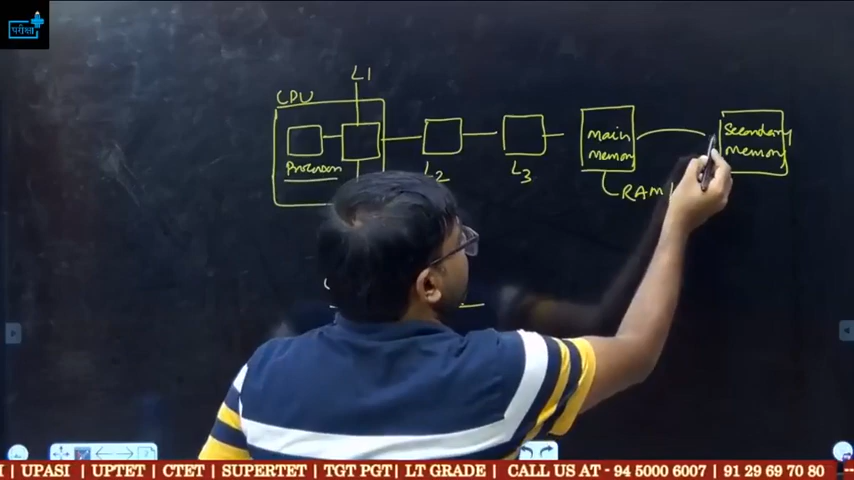 परीक्षा
L1
CPU
Processor
L2
L3
Main
Memory
RAM
Secondary
Memory
I | UPASI | UPTET | CTET | SUPERTET | TGT PGT | LT GRADE | CALL US AT - 94 5000 6007 | 91 29 69 70 80